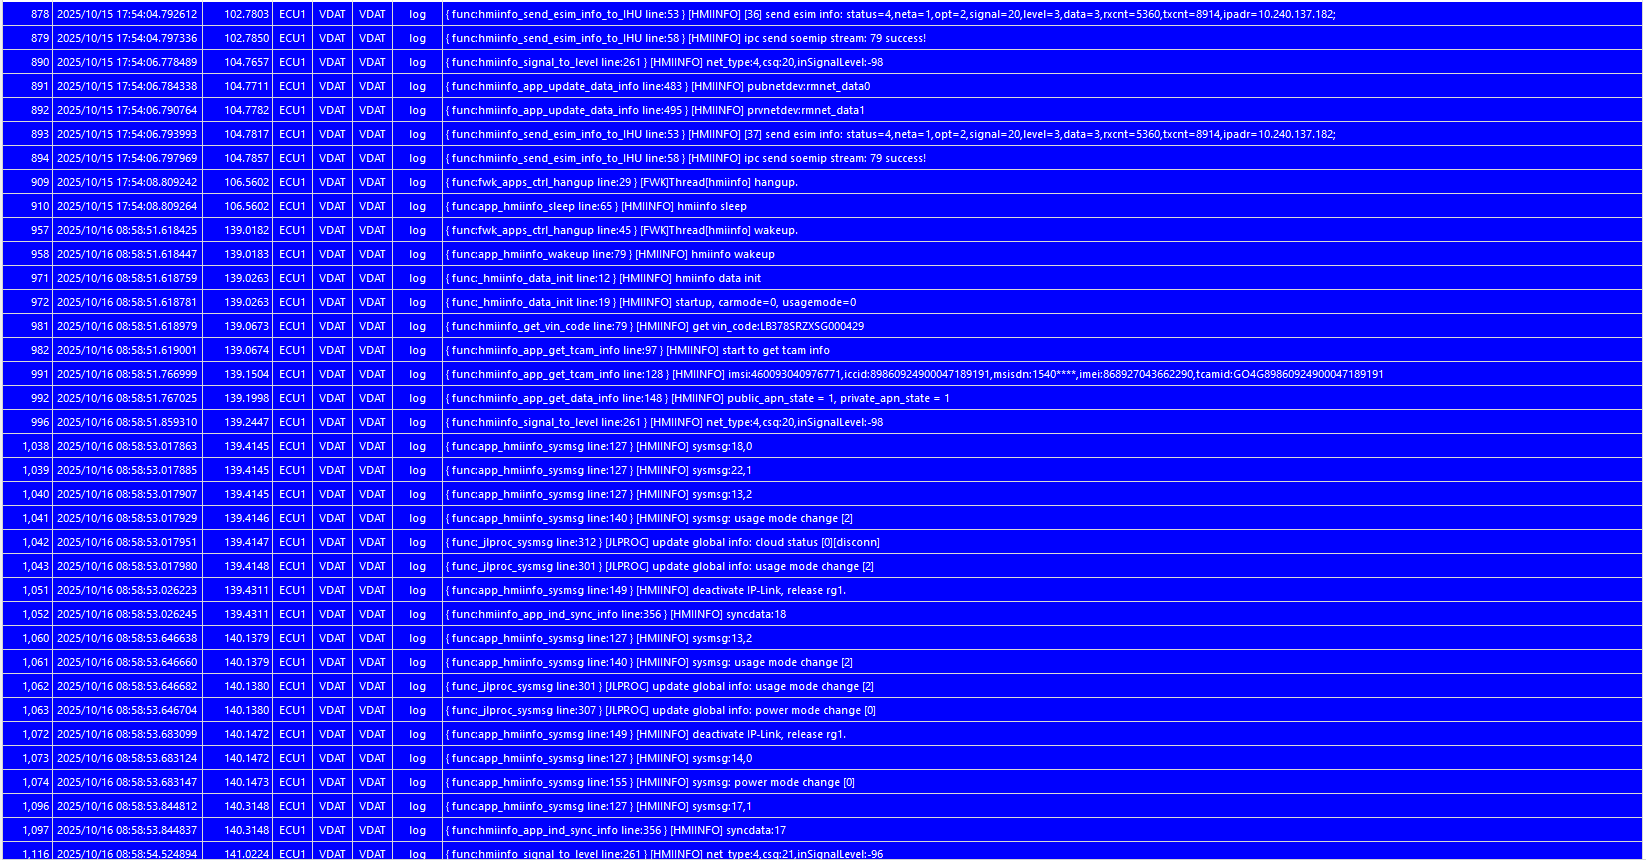 878 2025/10/15 17:54:04.792612 102.7803 ECU1 VDAT VDAT log { func:hmiinfo_send_esim_info_to_IHU line:53 } [HMIINFO] [36] send esim info: status=4,neta=1,opt=2,signal=20,level=3,data=3,rxcnt=5360,txcnt=8914,ipadr=10.240.137.182;
879 2025/10/15 17:54:04.797336 102.7850 ECU1 VDAT VDAT log { func:hmiinfo_send_esim_info_to_IHU line:58 } [HMIINFO] ipc send soemip stream: 79 success!
890 2025/10/15 17:54:06.778489 104.7657 ECU1 VDAT VDAT log { func:hmiinfo_signal_to_level line:261 } [HMIINFO] net_type:4,csq:20,inSignalLevel:-98
891 2025/10/15 17:54:06.784338 104.7711 ECU1 VDAT VDAT log { func:hmiinfo_app_update_data_info line:483 } [HMIINFO] pubnetdev:rmnet_data0
892 2025/10/15 17:54:06.790764 104.7782 ECU1 VDAT VDAT log { func:hmiinfo_app_update_data_info line:495 } [HMIINFO] prvnetdev:rmnet_data1
893 2025/10/15 17:54:06.793993 104.7817 ECU1 VDAT VDAT log { func:hmiinfo_send_esim_info_to_IHU line:53 } [HMIINFO] [37] send esim info: status=4,neta=1,opt=2,signal=20,level=3,data=3,rxcnt=5360,txcnt=8914,ipadr=10.240.137.182;
894 2025/10/15 17:54:06.797969 104.7857 ECU1 VDAT VDAT log { func:hmiinfo_send_esim_info_to_IHU line:58 } [HMIINFO] ipc send soemip stream: 79 success!
909 2025/10/15 17:54:08.809242 106.5602 ECU1 VDAT VDAT log { func:fwk_apps_ctrl_hangup line:29 } [FWK]Thread[hmiinfo] hangup.
910 2025/10/15 17:54:08.809264 106.5602 ECU1 VDAT VDAT log { func:app_hmiinfo_sleep line:65 } [HMIINFO] hmiinfo sleep
957 2025/10/16 08:58:51.618425 139.0182 ECU1 VDAT VDAT log { func:fwk_apps_ctrl_hangup line:45 } [FWK]Thread[hmiinfo] wakeup.
958 2025/10/16 08:58:51.618447 139.0183 ECU1 VDAT VDAT log { func:app_hmiinfo_wakeup line:79 } [HMIINFO] hmiinfo wakeup
971 2025/10/16 08:58:51.618759 139.0263 ECU1 VDAT VDAT log { func:_hmiinfo_data_init line:12 } [HMIINFO] hmiinfo data init
972 2025/10/16 08:58:51.618781 139.0263 ECU1 VDAT VDAT log { func:_hmiinfo_data_init line:19 } [HMIINFO] startup, carmode=0, usagemode=0
981 2025/10/16 08:58:51.618979 139.0673 ECU1 VDAT VDAT log { func:hmiinfo_get_vin_code line:79 } [HMIINFO] get vin_code:LB378SRZXSG000429
982 2025/10/16 08:58:51.619001 139.0674 ECU1 VDAT VDAT log { func:hmiinfo_app_get_tcam_info line:97 } [HMIINFO] start to get tcam info
991 2025/10/16 08:58:51.766999 139.1504 ECU1 VDAT VDAT log { func:hmiinfo_app_get_tcam_info line:128 } [HMIINFO] imsi:460093040976771,iccid:89860924900047189191,msisdn:1540****,imei:868927043662290,tcamid:GO4G89860924900047189191
992 2025/10/16 08:58:51.767025 139.1998 ECU1 VDAT VDAT log { func:hmiinfo_app_get_data_info line:148 } [HMIINFO] public_apn_state = 1, private_apn_state = 1
996 2025/10/16 08:58:51.859310 139.2447 ECU1 VDAT VDAT log { func:hmiinfo_signal_to_level line:261 } [HMIINFO] net_type:4,csq:20,inSignalLevel:-98
1,038 2025/10/16 08:58:53.017863 139.4145 ECU1 VDAT VDAT log { func:app_hmiinfo_sysmsg line:127 } [HMIINFO] sysmsg:18,0
1,039 2025/10/16 08:58:53.017885 139.4145 ECU1 VDAT VDAT log { func:app_hmiinfo_sysmsg line:127 } [HMIINFO] sysmsg:22,1
1,040 2025/10/16 08:58:53.017907 139.4145 ECU1 VDAT VDAT log { func:app_hmiinfo_sysmsg line:127 } [HMIINFO] sysmsg:13,2
1,041 2025/10/16 08:58:53.017929 139.4146 ECU1 VDAT VDAT log { func:app_hmiinfo_sysmsg line:140 } [HMIINFO] sysmsg: usage mode change [2]
1,042 2025/10/16 08:58:53.017951 139.4147 ECU1 VDAT VDAT log { func:_jlproc_sysmsg line:312 } [JLPROC] update global info: cloud status [0][disconn]
1,043 2025/10/16 08:58:53.017980 139.4148 ECU1 VDAT VDAT log { func:_jlproc_sysmsg line:301 } [JLPROC] update global info: usage mode change [2]
1,051 2025/10/16 08:58:53.026223 139.4311 ECU1 VDAT VDAT log { func:app_hmiinfo_sysmsg line:149 } [HMIINFO] deactivate IP-Link, release rg1.
1,052 2025/10/16 08:58:53.026245 139.4311 ECU1 VDAT VDAT log { func:hmiinfo_app_ind_sync_info line:356 } [HMIINFO] syncdata:18
1,060 2025/10/16 08:58:53.646638 140.1379 ECU1 VDAT VDAT log { func:app_hmiinfo_sysmsg line:127 } [HMIINFO] sysmsg:13,2
1,061 2025/10/16 08:58:53.646660 140.1379 ECU1 VDAT VDAT log { func:app_hmiinfo_sysmsg line:140 } [HMIINFO] sysmsg: usage mode change [2]
1,062 2025/10/16 08:58:53.646682 140.1380 ECU1 VDAT VDAT log { func:_jlproc_sysmsg line:301 } [JLPROC] update global info: usage mode change [2]
1,063 2025/10/16 08:58:53.646704 140.1380 ECU1 VDAT VDAT log { func:_jlproc_sysmsg line:307 } [JLPROC] update global info: power mode change [0]
1,072 2025/10/16 08:58:53.683099 140.1472 ECU1 VDAT VDAT log { func:app_hmiinfo_sysmsg line:149 } [HMIINFO] deactivate IP-Link, release rg1.
1,073 2025/10/16 08:58:53.683124 140.1472 ECU1 VDAT VDAT log { func:app_hmiinfo_sysmsg line:127 } [HMIINFO] sysmsg:14,0
1,074 2025/10/16 08:58:53.683147 140.1473 ECU1 VDAT VDAT log { func:app_hmiinfo_sysmsg line:155 } [HMIINFO] sysmsg: power mode change [0]
1,096 2025/10/16 08:58:53.844812 140.3148 ECU1 VDAT VDAT log { func:app_hmiinfo_sysmsg line:127 } [HMIINFO] sysmsg:17,1
1,097 2025/10/16 08:58:53.844837 140.3148 ECU1 VDAT VDAT log { func:hmiinfo_app_ind_sync_info line:356 } [HMIINFO] syncdata:17
1,116 2025/10/16 08:58:54.524894 141.0224 ECU1 VDAT VDAT log { func:hmiinfo_signal_to_level line:261 } [HMIINFO] net_type:4,csq:21,inSignalLevel:-96